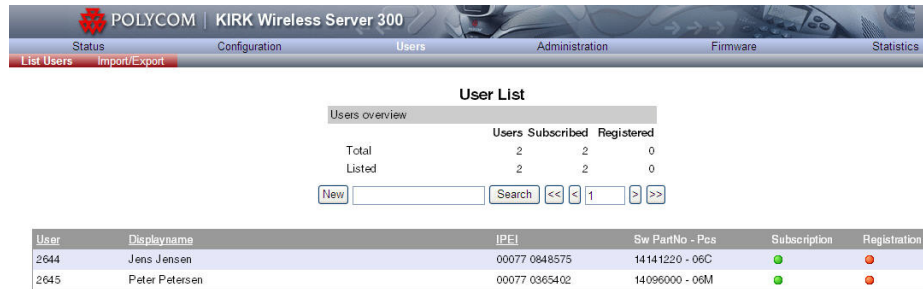 POLYCOM | KIRK Wireless Server 300
Status Configuration Users Administration Firmware Statistics
List Users Import/Export
User List
Users overview
Users Subscribed Registered
Total 2 2 0
Listed 2 2 0
New Search << < 1 > >>
User Displayname IPEI Sw PartNo - Pcs Subscription Registration
2644 Jens Jensen 00077 0848575 14141220 - 06C
2645 Peter Petersen 00077 0365402 14096000 - 06M